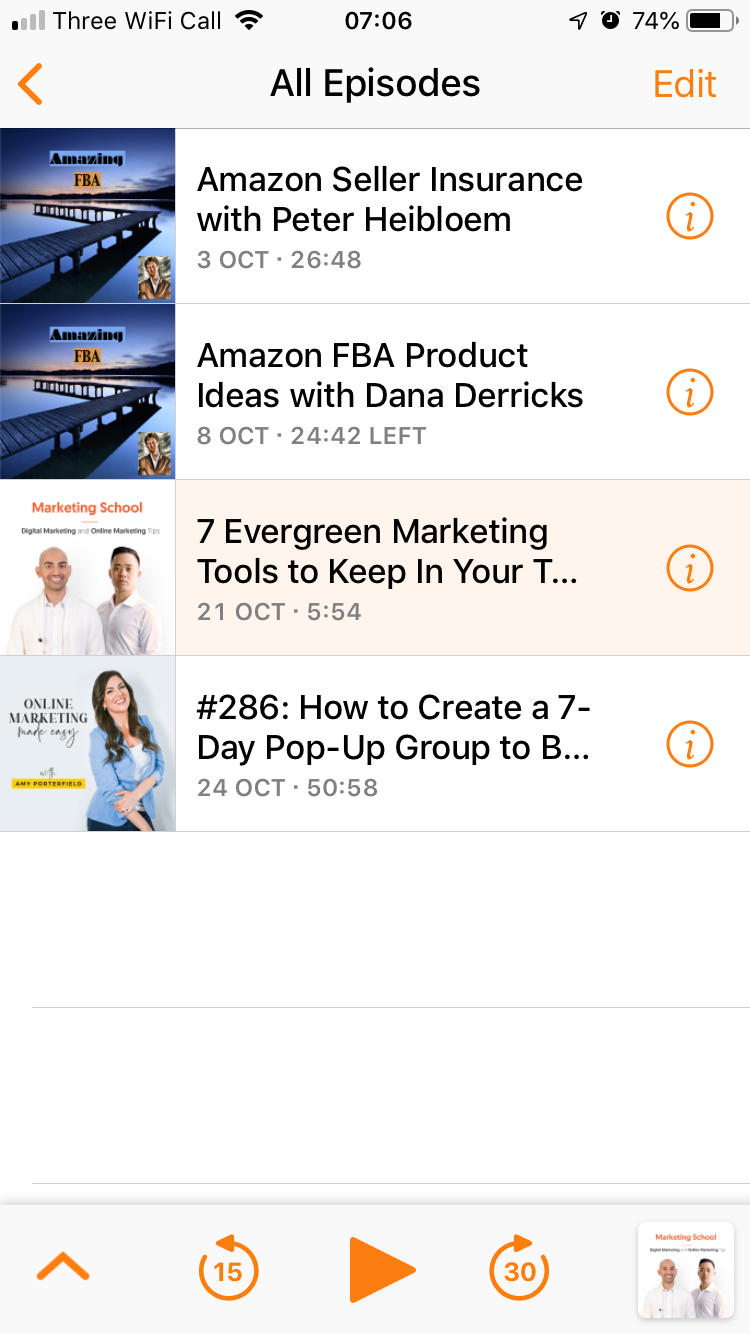 Three WiFi Call
07:06
74%
All Episodes
Edit
Amazing
FBA
Amazon Seller Insurance
with Peter Heibloem
3 OCT · 26:48
Amazing
FBA
Amazon FBA Product
Ideas with Dana Derricks
8 OCT · 24:42 LEFT
Marketing School
Digital Marketing and Online Marketing Tips
7 Evergreen Marketing
Tools to Keep In Your T...
21 OCT · 5:54
ONLINE
MARKETING
made easy
with
AMY PORTERFIELD
#286: How to Create a 7-
Day Pop-Up Group to B...
24 OCT · 50:58
15
30
Marketing School
Digital Marketing and Online Marketing Tips